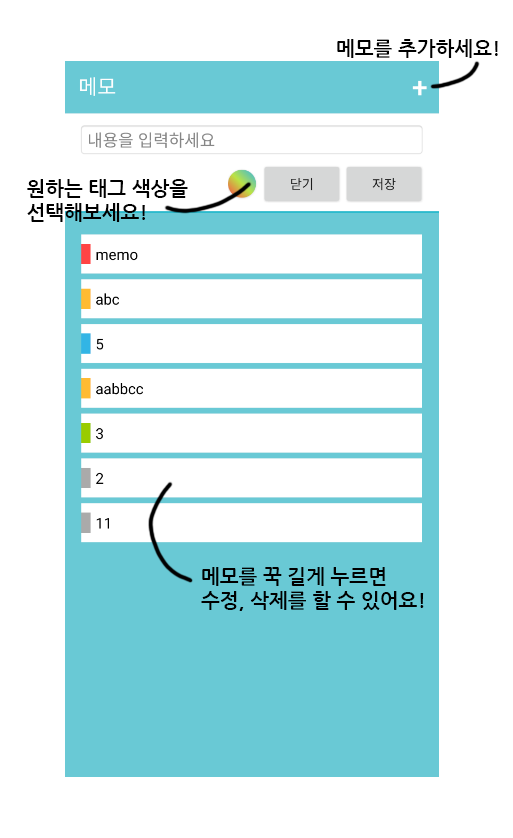 메모를 추가하세요!
메모
+
내용을 입력하세요
원하는 태그 색상을
선택해보세요!
닫기
저장
memo
abc
5
aabbcc
3
2
11
메모를 꾹 길게 누르면
수정, 삭제를 할 수 있어요!